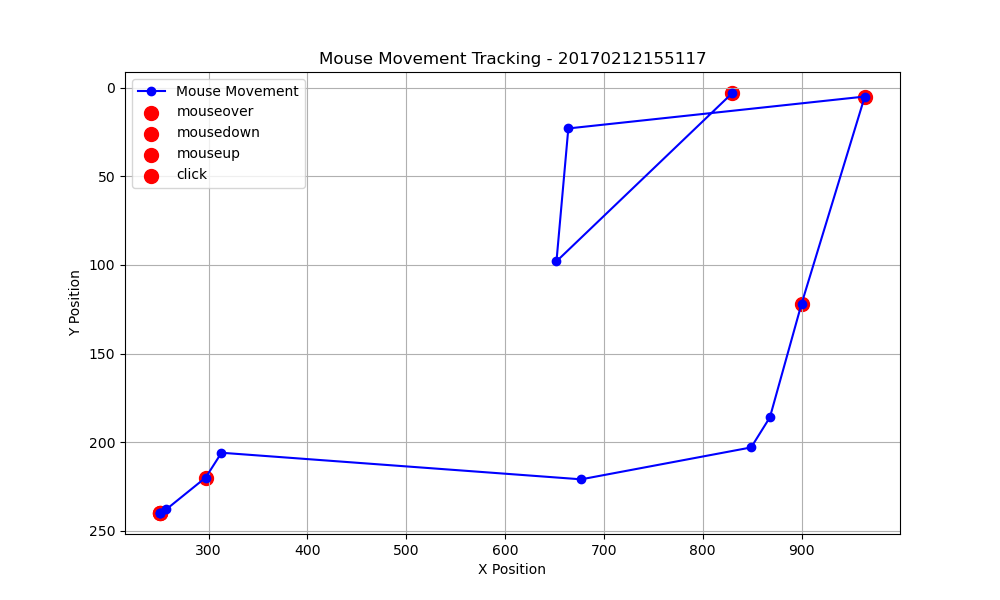 Mouse Movement Tracking - 20170212155117
Mouse Movement
mouseover
mousedown
mouseup
click
0
50
100
150
200
250
Y Position
300
400
500
600
700
800
900
X Position